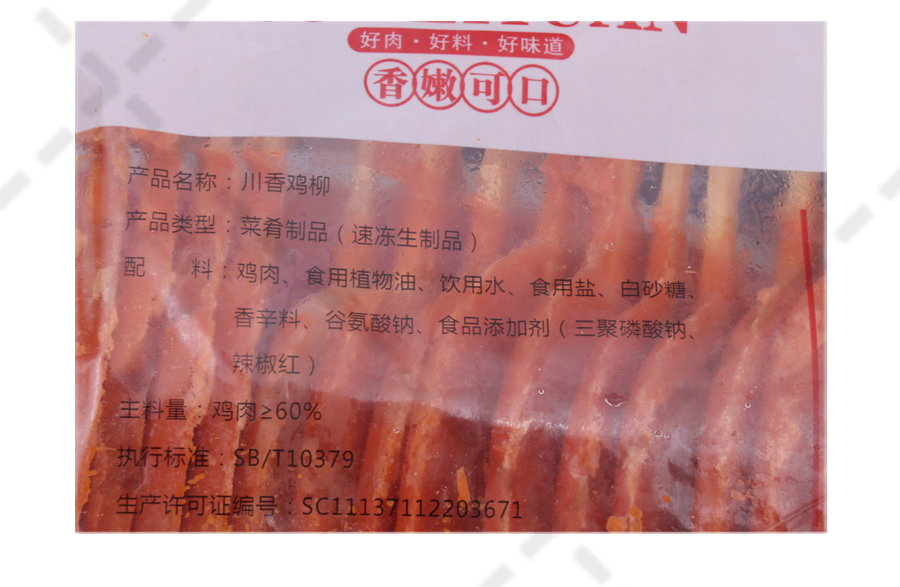 好肉·好料·好味道
香嫩可口
产品名称：川香鸡柳
产品类型：菜肴制品（速冻生制品）
配　　料：鸡肉、食用植物油、饮用水、食用盐、白砂糖、
香辛料、谷氨酸钠、食品添加剂（三聚磷酸钠、
辣椒红）
主料量：鸡肉≥60%
执行标准：SB/T10379
生产许可证编号：SC11137112203671